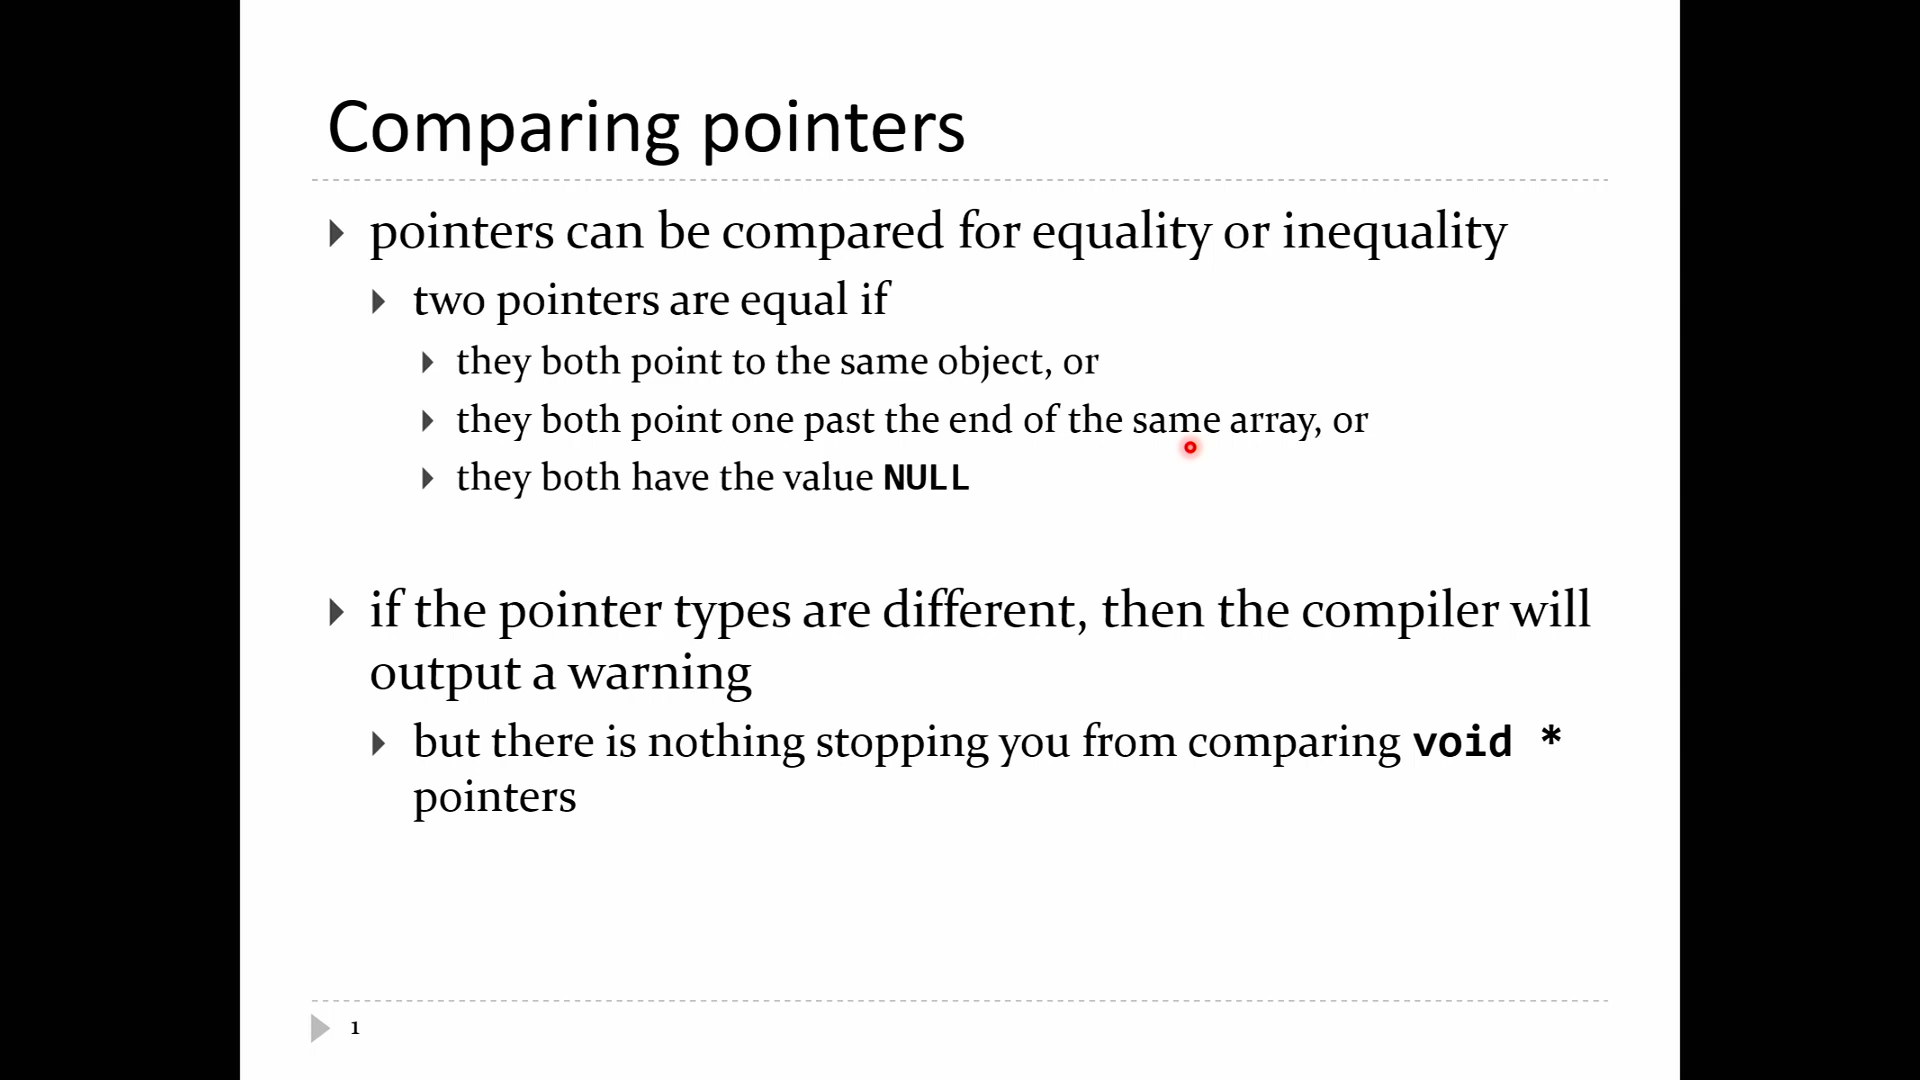 Comparing pointers
pointers can be compared for equality or inequality
two pointers are equal if
they both point to the same object, or
they both point one past the end of the same array, or
they both have the value NULL
if the pointer types are different, then the compiler will
output a warning
but there is nothing stopping you from comparing void *
pointers
1